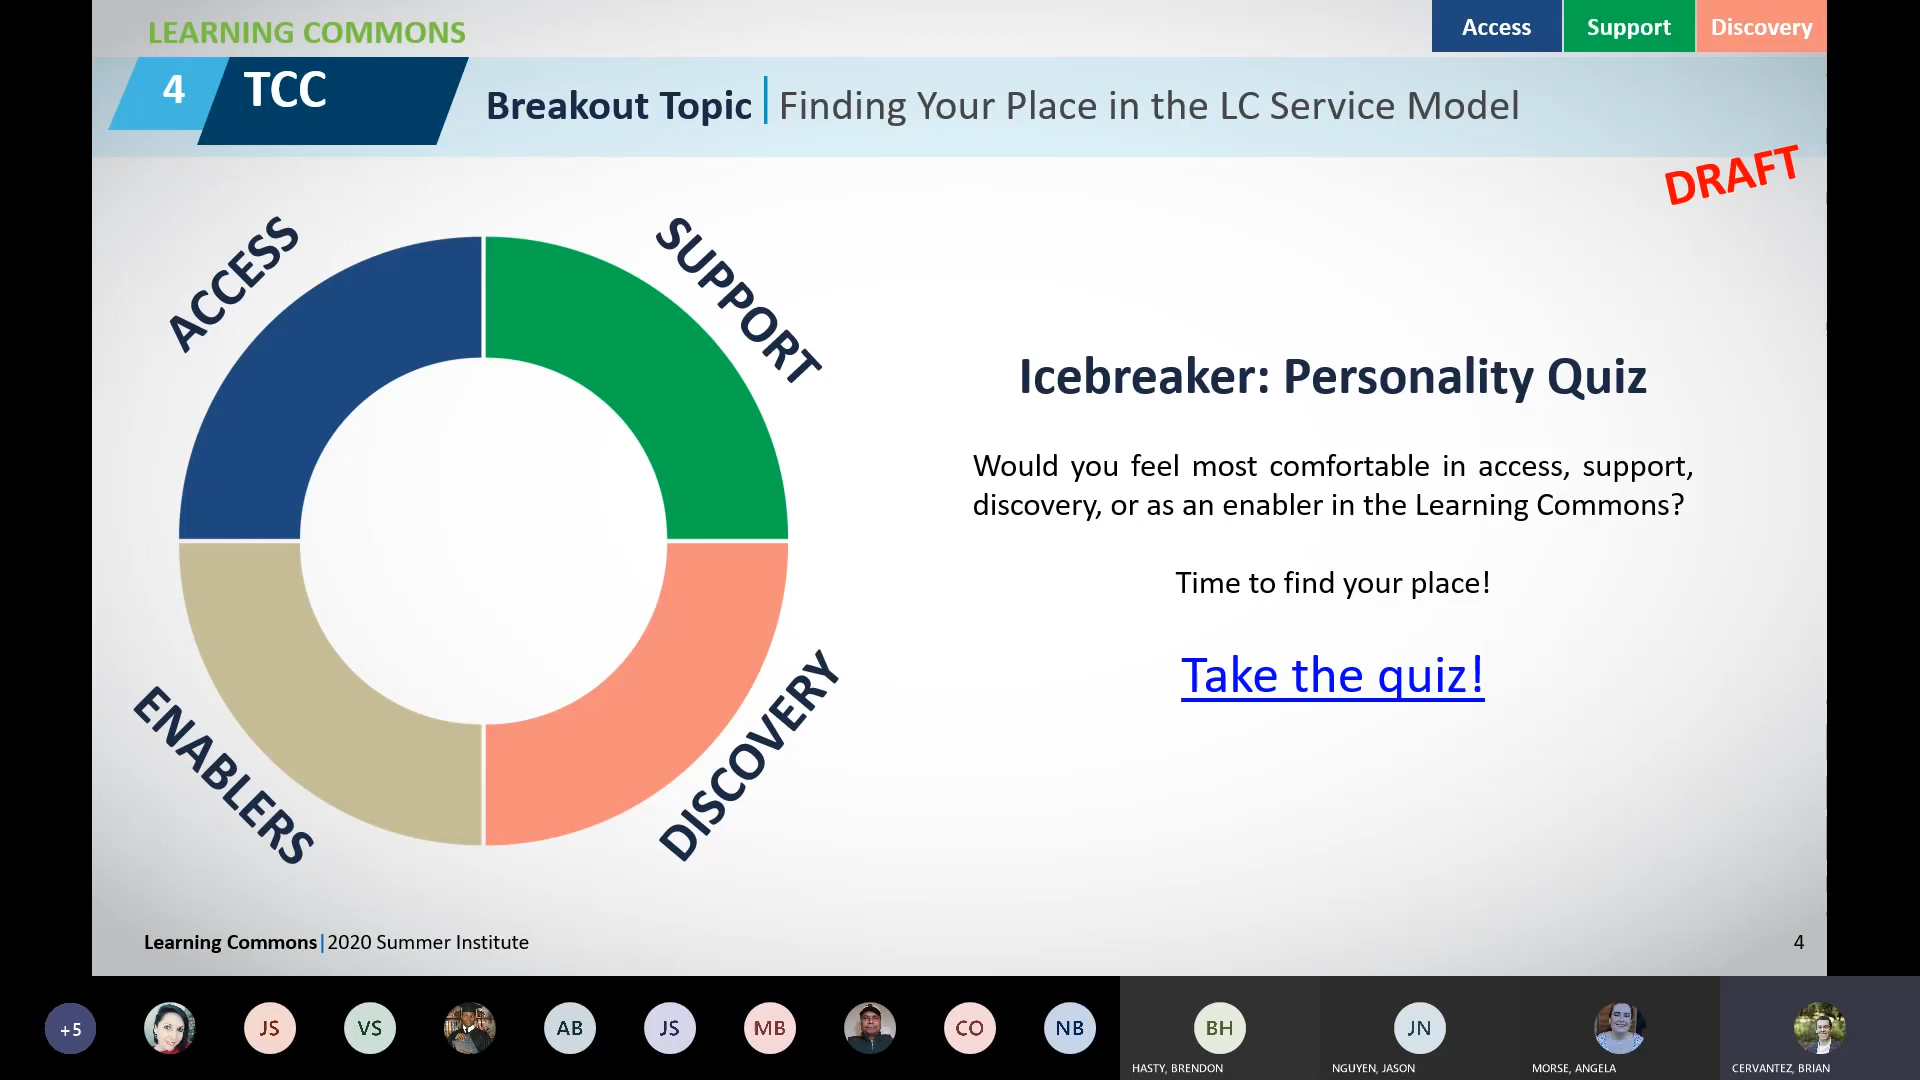 LEARNING COMMONS
Access
Support
Discovery
4
TCC
Breakout Topic | Finding Your Place in the LC Service Model
DRAFT
ACCESS
SUPPORT
ENABLERS
DISCOVERY
Icebreaker: Personality Quiz
Would you feel most comfortable in access, support,
discovery, or as an enabler in the Learning Commons?
Time to find your place!
Take the quiz!
Learning Commons|2020 Summer Institute
4
+5
JS
VS
AB
JS
MB
CO
NB
BH
HASTY, BRENDON
JN
NGUYEN, JASON
MORSE, ANGELA
CERVANTEZ, BRIAN